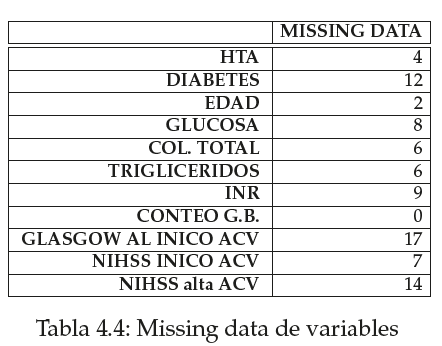 MISSING DATA
HTA 4
DIABETES 12
EDAD 2
GLUCOSA 8
COL. TOTAL 6
TRIGLICERIDOS 6
INR 9
CONTEO G.B. 0
GLASGOW AL INICO ACV 17
NIHSS INICO ACV 7
NIHSS alta ACV 14
Tabla 4.4: Missing data de variables